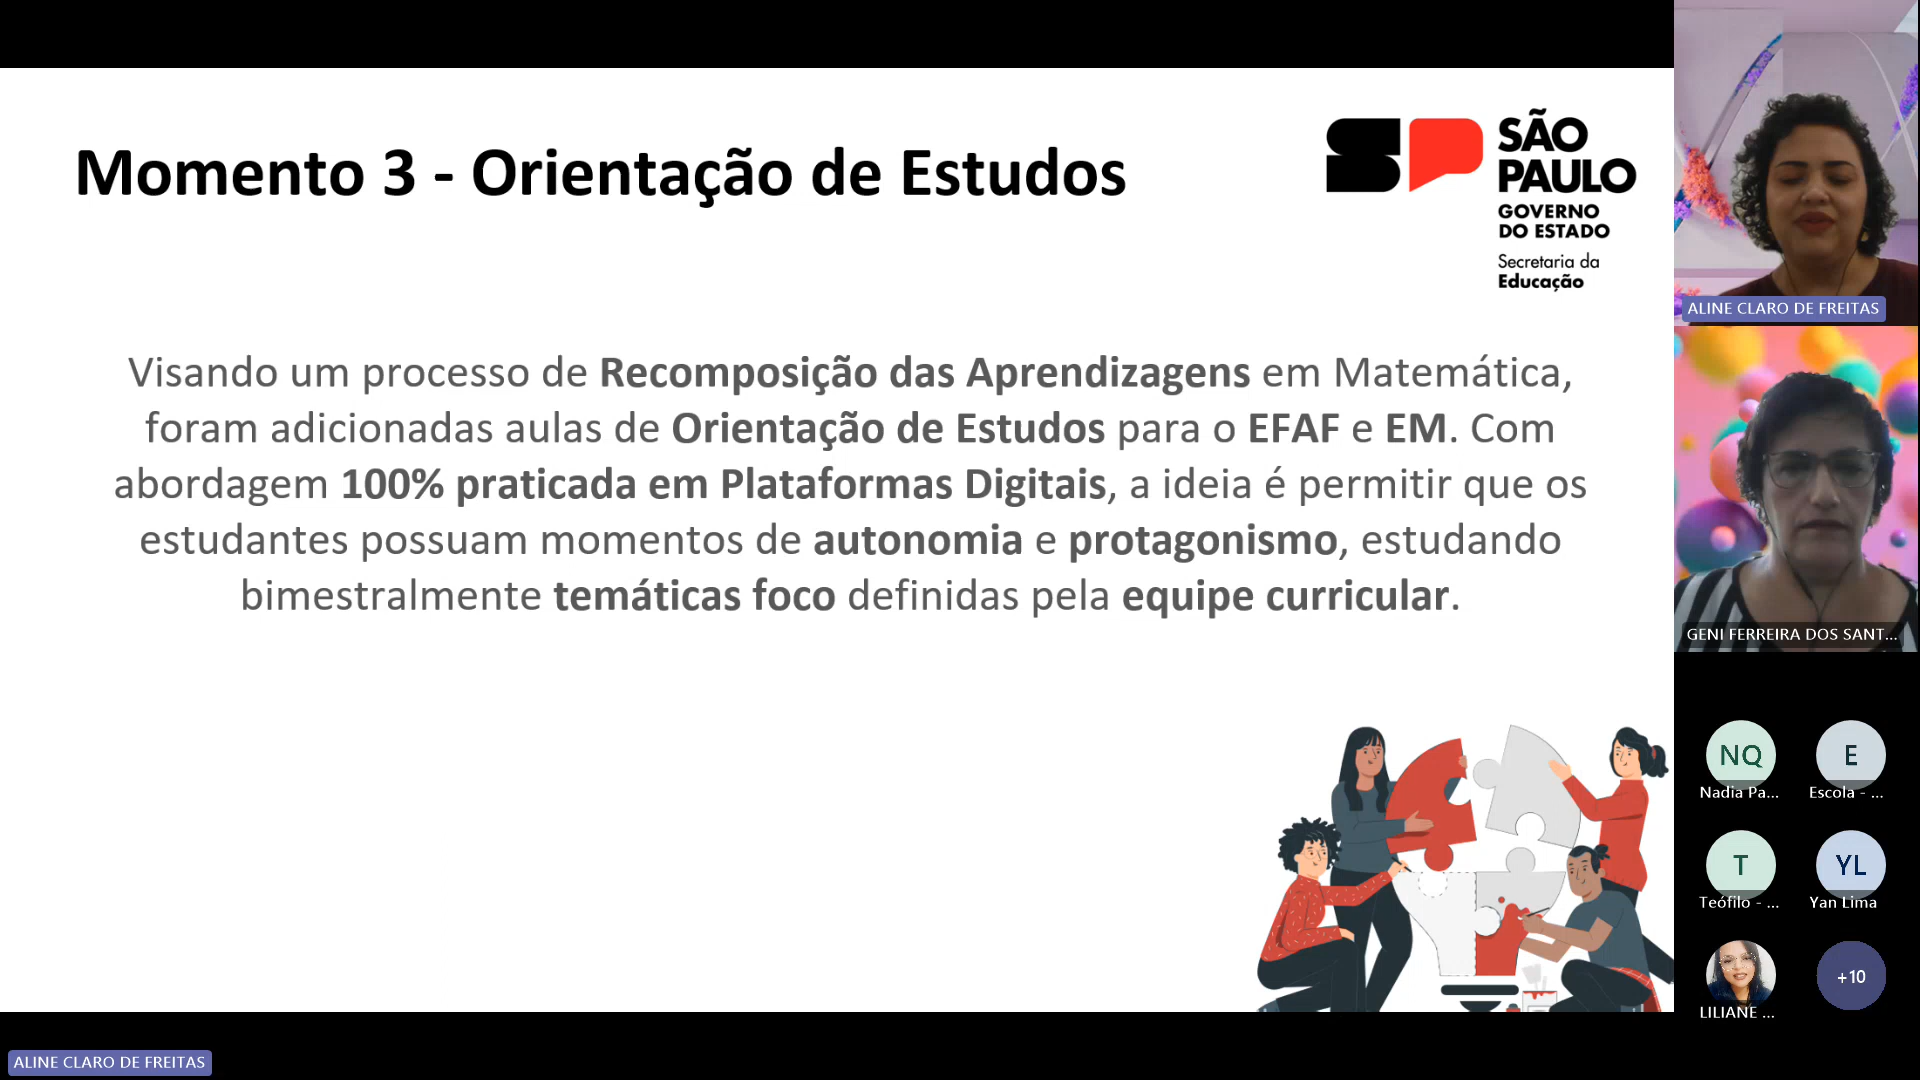 Momento 3 - Orientação de Estudos
SÃO
PAULO
GOVERNO
DO ESTADO
Secretaria da
Educação
Visando um processo de Recomposição das Aprendizagens em Matemática,
foram adicionadas aulas de Orientação de Estudos para o EFAF e EM. Com
abordagem 100% praticada em Plataformas Digitais, a ideia é permitir que os
estudantes possuam momentos de autonomia e protagonismo, estudando
bimestralmente temáticas foco definidas pela equipe curricular.
ALINE CLARO DE FREITAS
GENI FERREIRA DOS SANT...
NQ
Nadia Pa...
E
Escola - ...
T
Teófilo - ...
YL
Yan Lima
LILIANE ...
+10
ALINE CLARO DE FREITAS